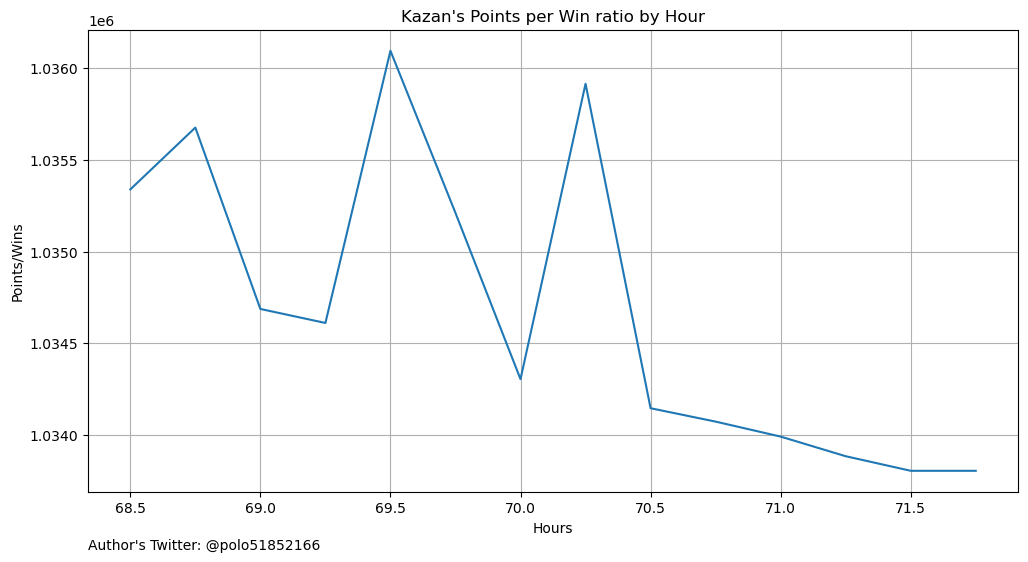 Kazan's Points per Win ratio by Hour
1e6
1.0360
1.0355
1.0350
1.0345
1.0340
Points/Wins
68.5 69.0 69.5 70.0 70.5 71.0 71.5
Hours
Author's Twitter: @polo51852166